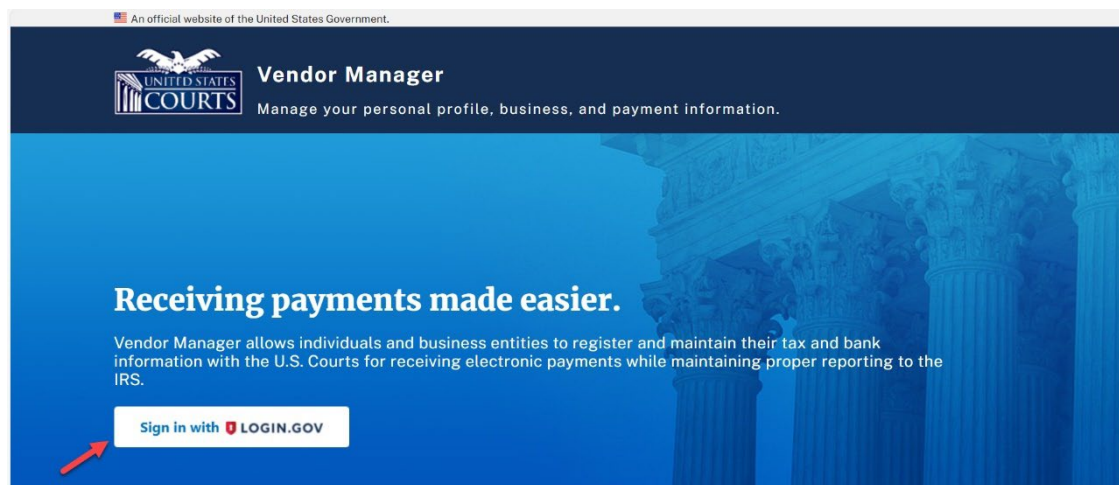 An official website of the United States Government.
UNITED STATES
COURTS
Vendor Manager
Manage your personal profile, business, and payment information.
Receiving payments made easier.
Vendor Manager allows individuals and business entities to register and maintain their tax and bank
information with the U.S. Courts for receiving electronic payments while maintaining proper reporting to the
IRS.
Sign in with LOGIN.GOV